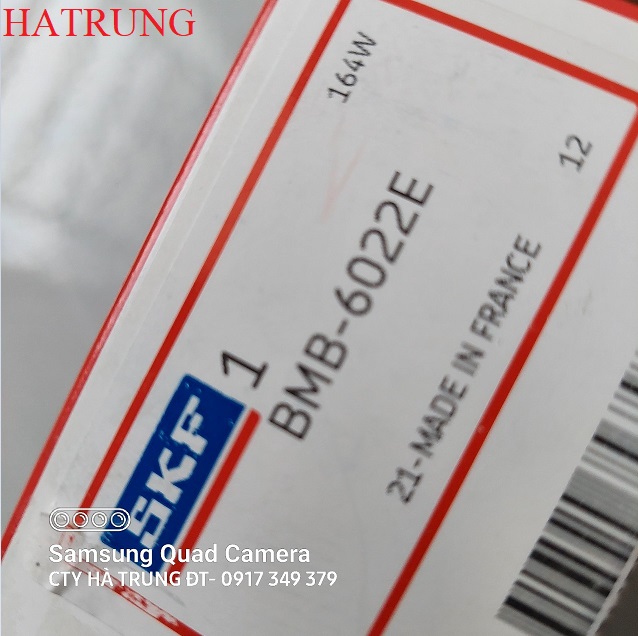 HATRUNG
164W
12
BMB-6022E
1
21-MADE IN FRANCE
SKF
Samsung Quad Camera
CTY HÀ TRUNG ĐT- 0917 349 379